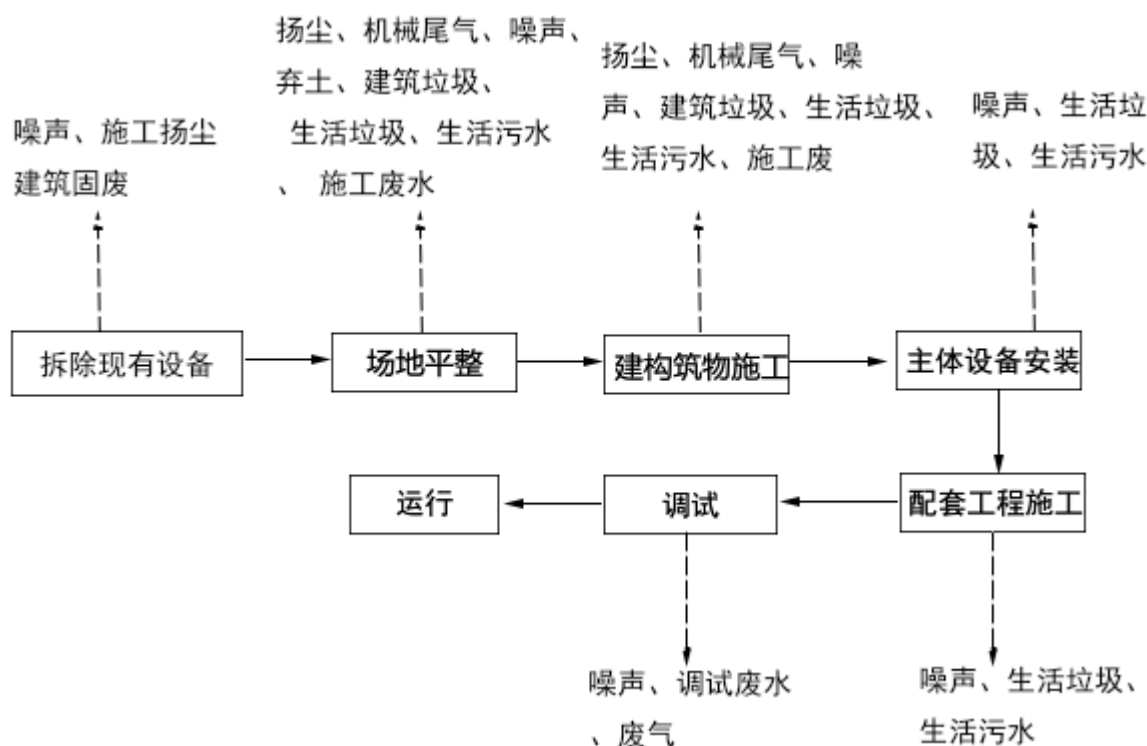 扬尘、机械尾气、噪声、
弃土、建筑垃圾、
生活垃圾、生活污水
、 施工废水
扬尘、机械尾气、噪
声、建筑垃圾、生活垃圾、
生活污水、施工废
噪声、生活垃
圾、生活污水
噪声、施工扬尘
建筑固废
拆除现有设备
场地平整
建构筑物施工
主体设备安装
运行
调试
配套工程施工
噪声、调试废水
、废气
噪声、生活垃圾、
生活污水